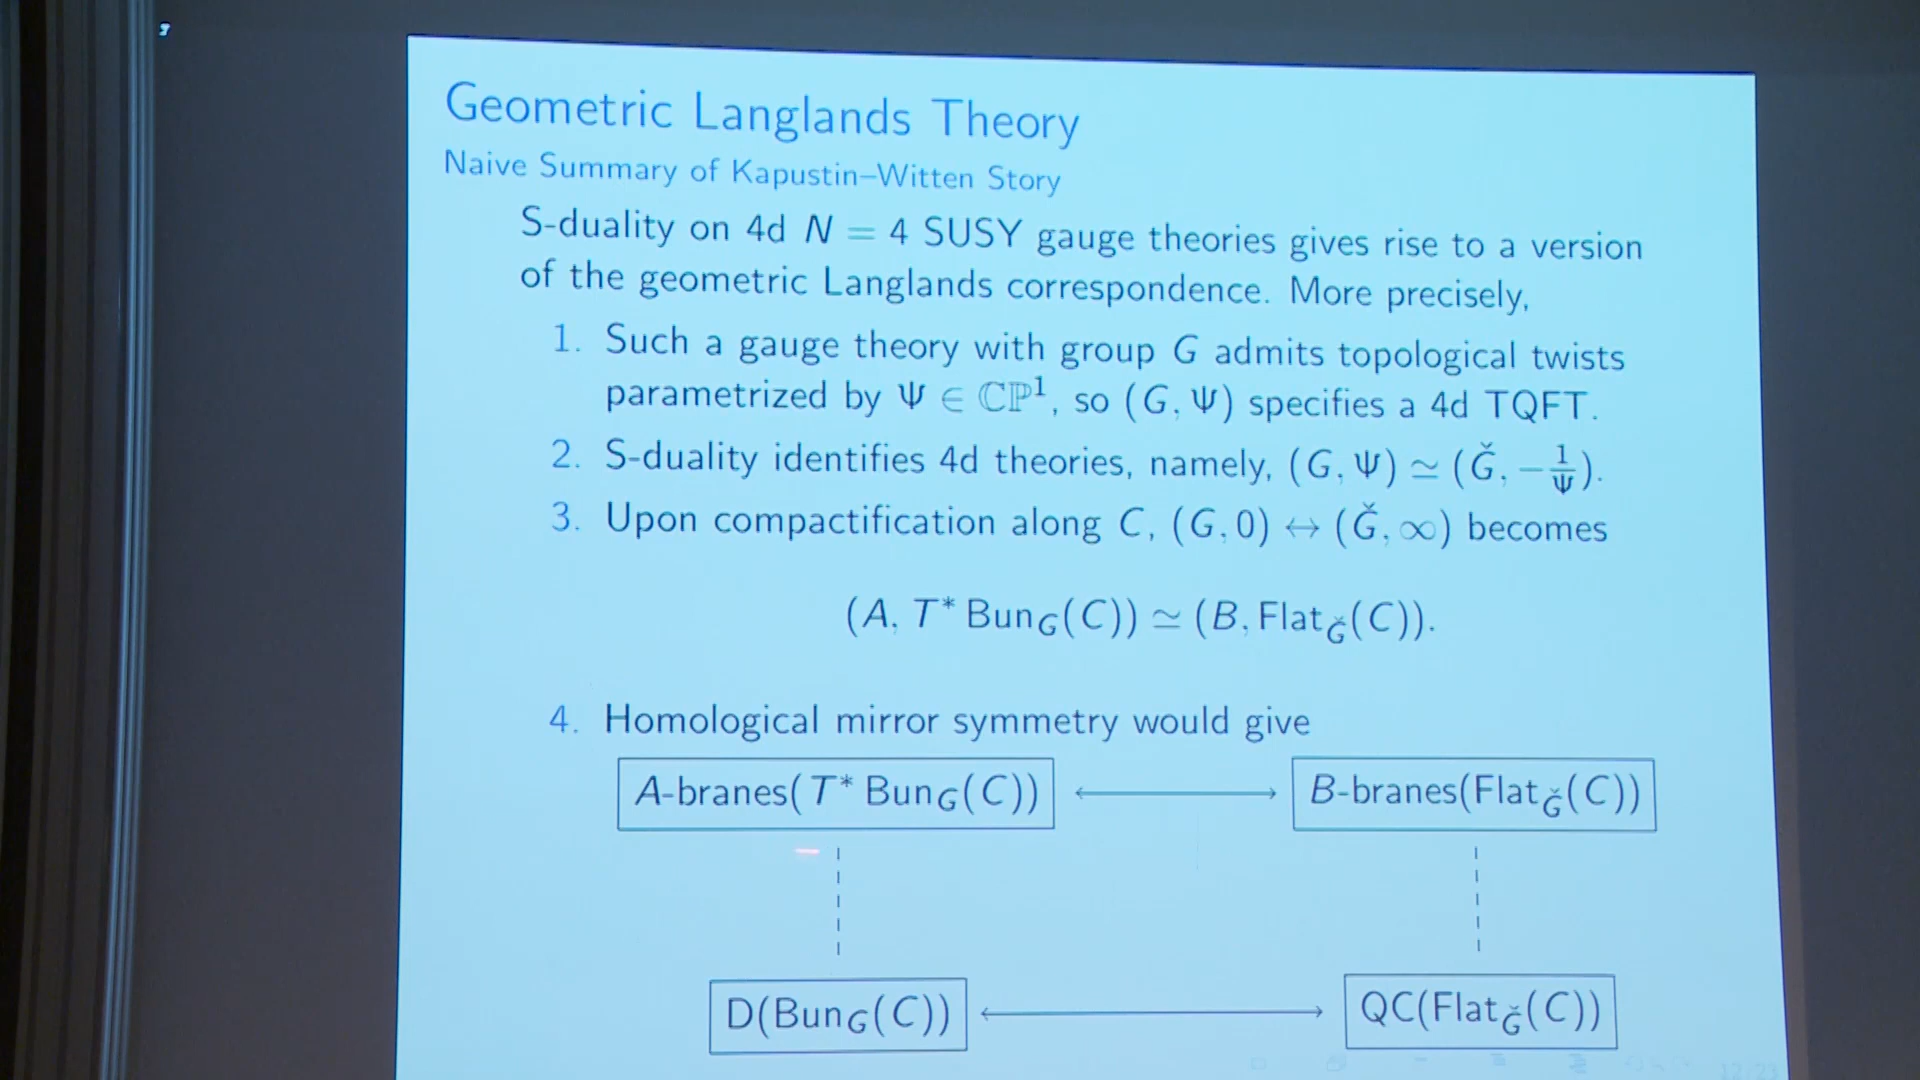 Geometric Langlands Theory
Naive Summary of Kapustin–Witten Story
S-duality on 4d N = 4 SUSY gauge theories gives rise to a version
of the geometric Langlands correspondence. More precisely,
1. Such a gauge theory with group G admits topological twists
parametrized by Ψ ∈ ℂℙ¹, so (G, Ψ) specifies a 4d TQFT.
2. S-duality identifies 4d theories, namely, (G, Ψ) ≃ (Ǧ, −1/Ψ).
3. Upon compactification along C, (G, 0) ↔ (Ǧ, ∞) becomes
(A, T* Bun_G(C)) ≃ (B, Flat_Ǧ(C)).
4. Homological mirror symmetry would give
A-branes(T* Bun_G(C)) ↔ B-branes(Flat_Ǧ(C))
D(Bun_G(C)) ↔ QC(Flat_Ǧ(C))
12/23